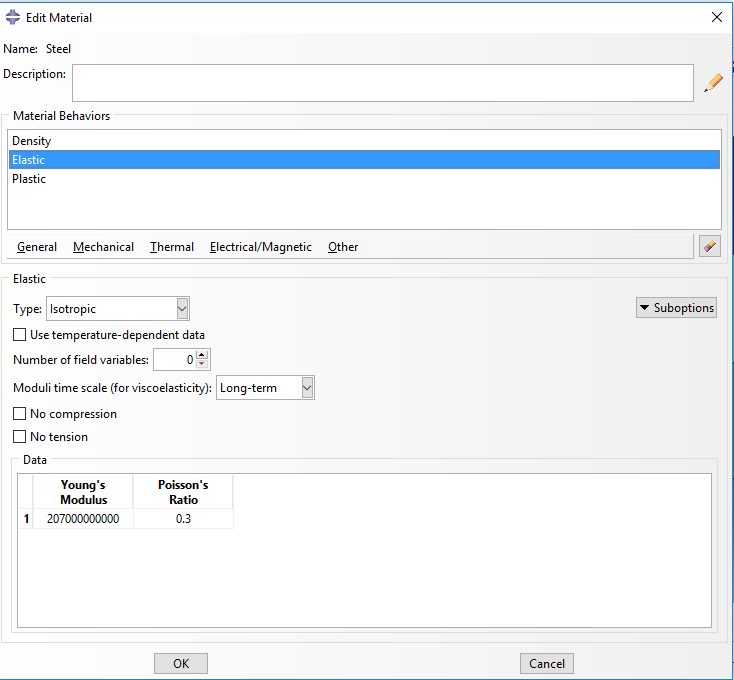 Edit Material
Name: Steel
Description:
Material Behaviors
Density
Elastic
Plastic
General Mechanical Thermal Electrical/Magnetic Other
Elastic
Type: Isotropic
Suboptions
Use temperature-dependent data
Number of field variables: 0
Moduli time scale (for viscoelasticity): Long-term
No compression
No tension
Data
Young's Poisson's
Modulus Ratio
1 207000000000 0.3
OK Cancel